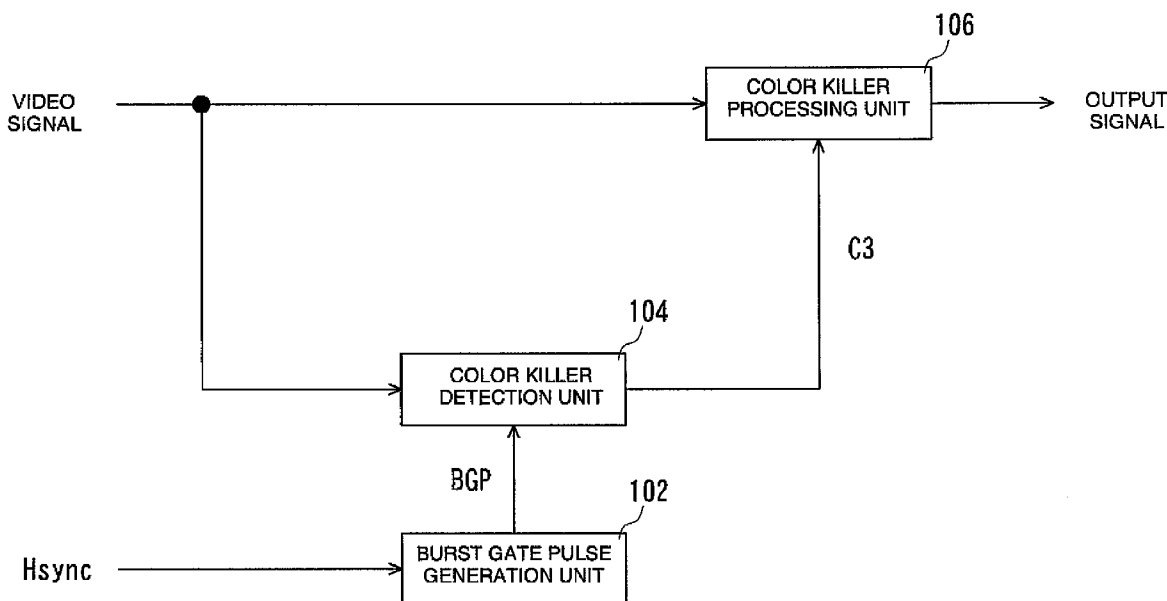 106
COLOR KILLER
PROCESSING UNIT
VIDEO
SIGNAL
OUTPUT
SIGNAL
C3
104
COLOR KILLER
DETECTION UNIT
BGP
102
BURST GATE PULSE
GENERATION UNIT
Hsync